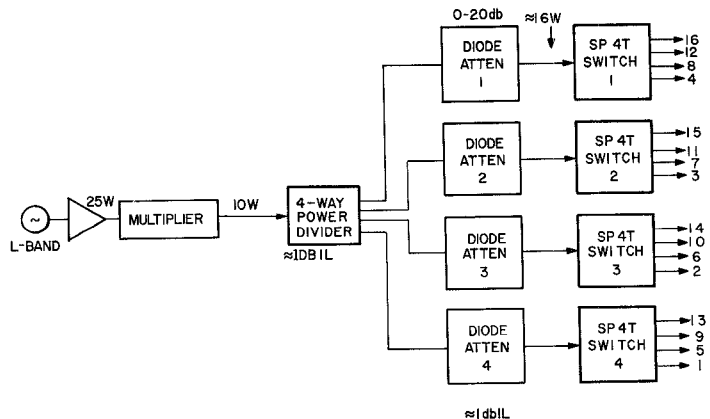 0-20db
≈16W
DIODE
ATTEN
1
SP 4T
SWITCH
1
16
12
8
4
DIODE
ATTEN
2
SP 4T
SWITCH
2
15
11
7
3
L-BAND
25W
MULTIPLIER
10W
4-WAY
POWER
DIVIDER
≈1DB IL
DIODE
ATTEN
3
SP 4T
SWITCH
3
14
10
6
2
DIODE
ATTEN
4
SP 4T
SWITCH
4
13
9
5
1
≈1dbIL